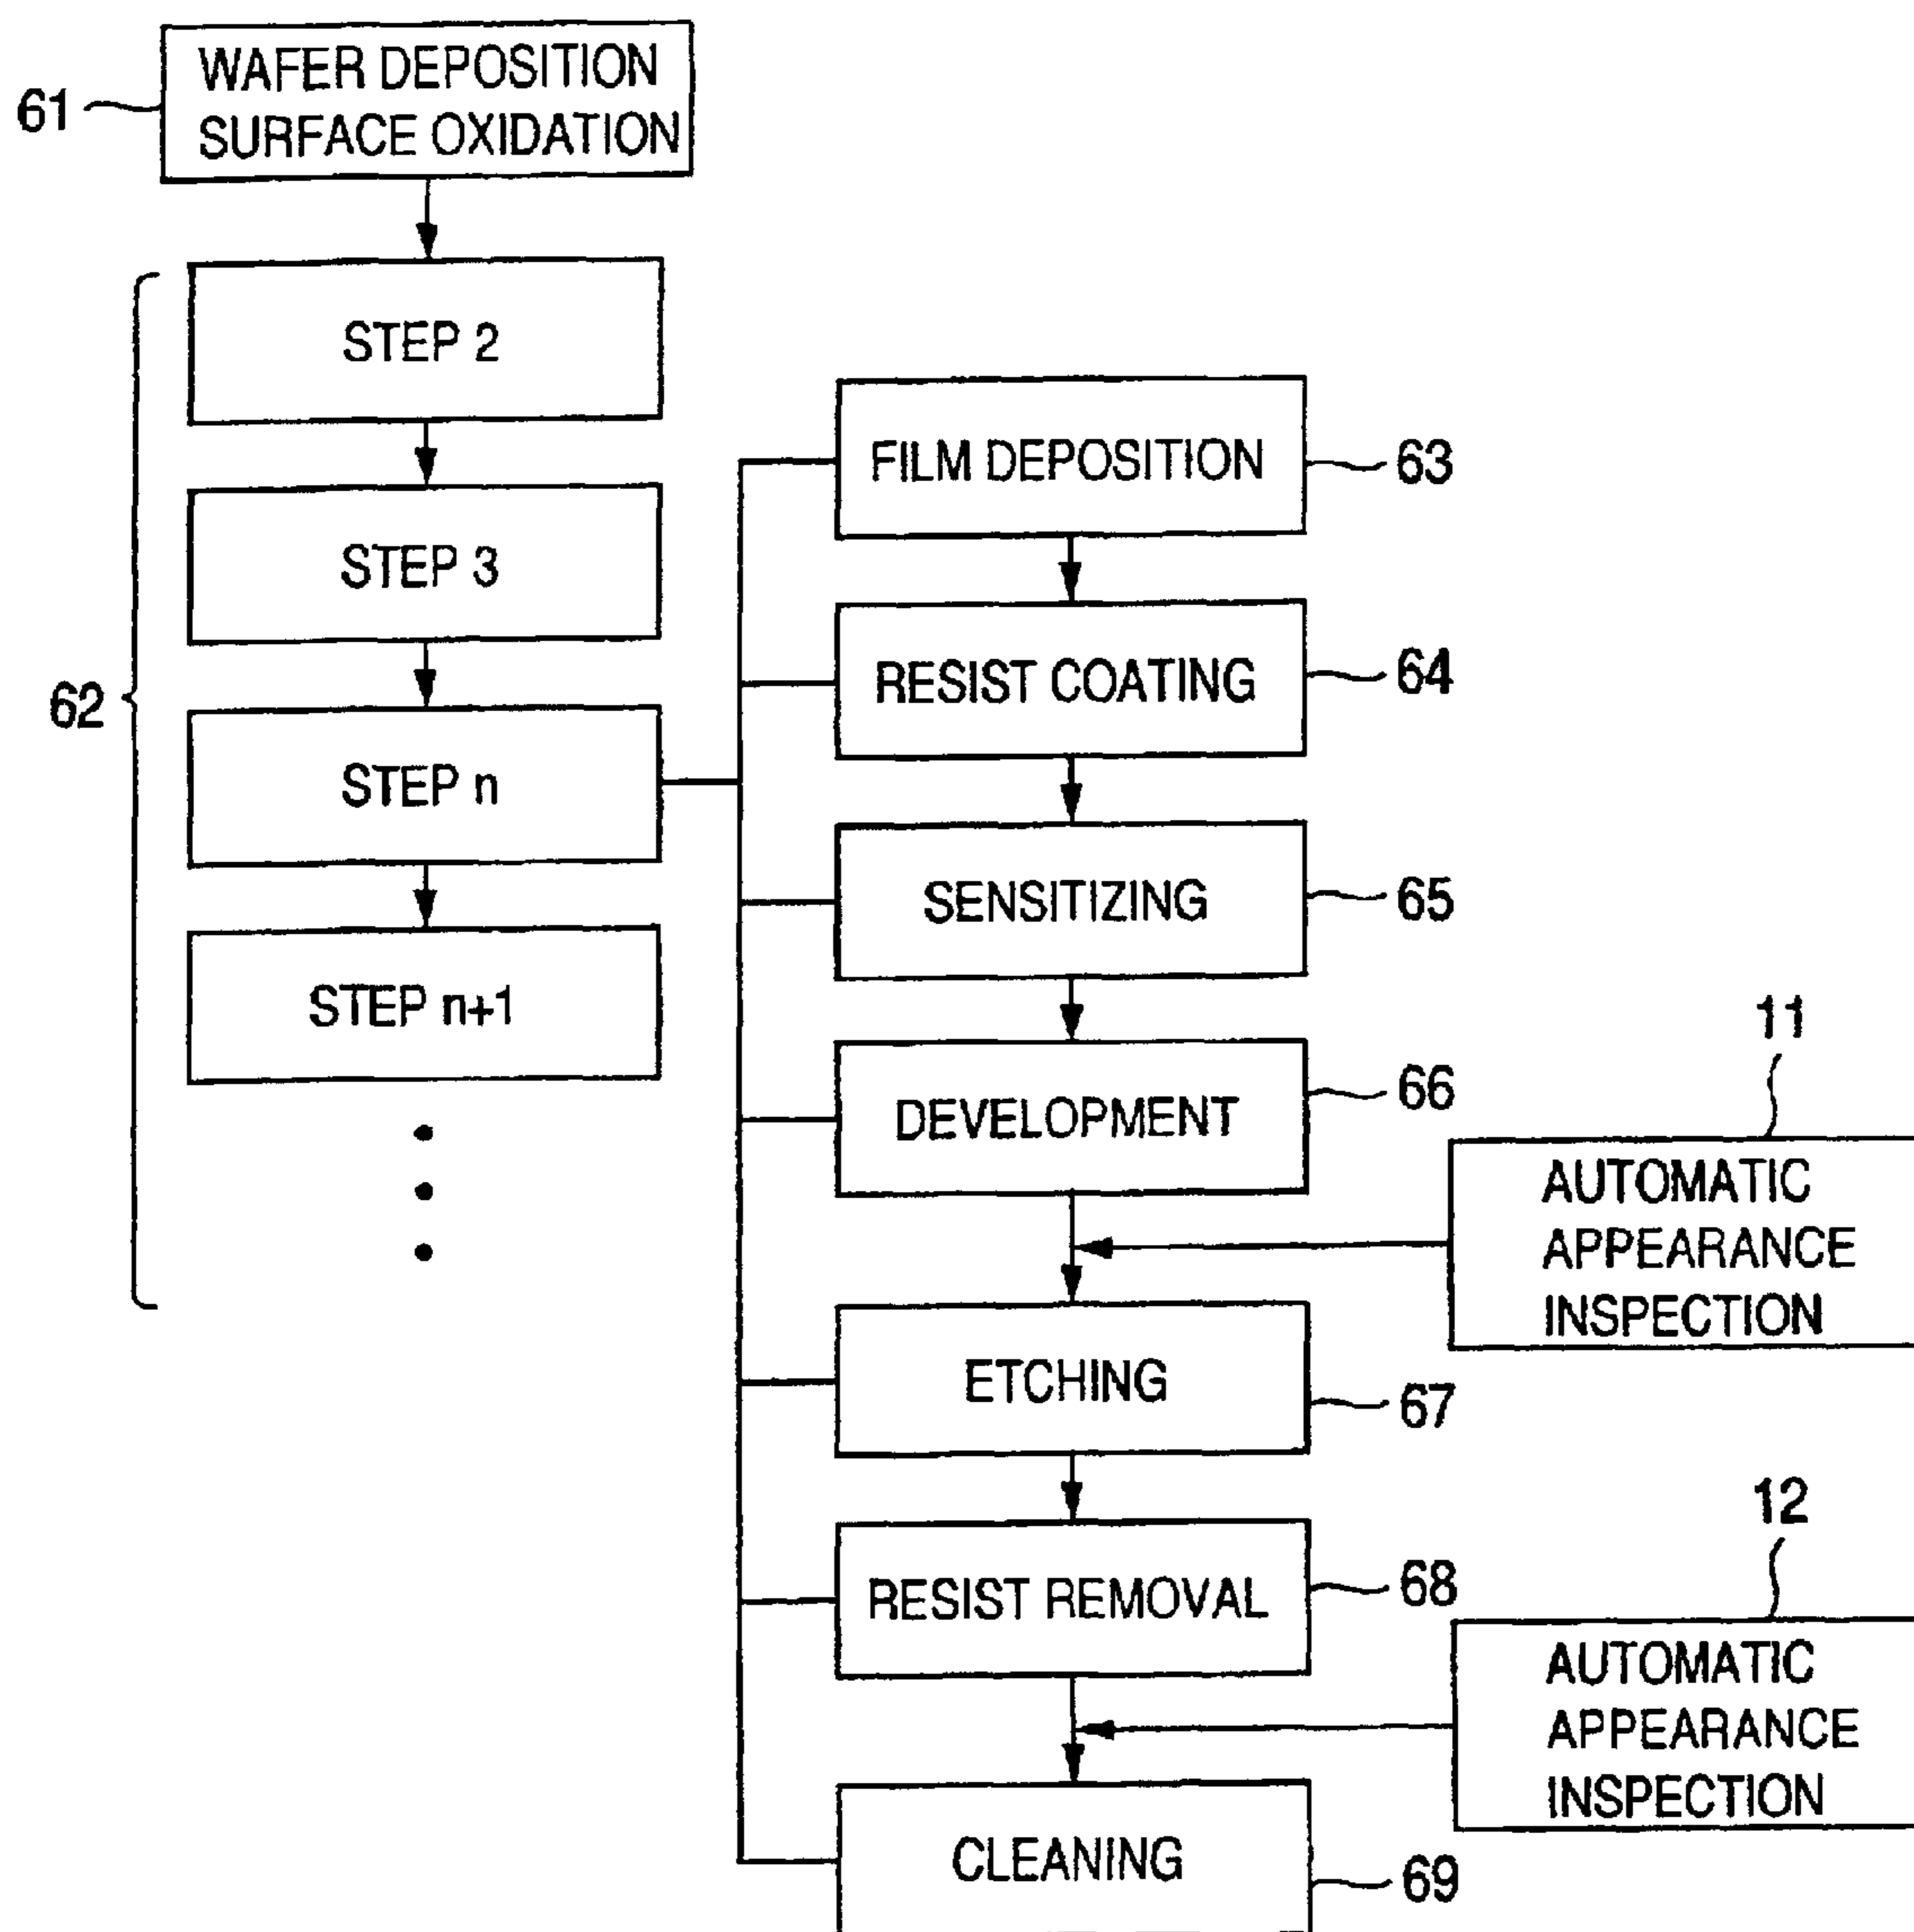 61
WAFER DEPOSITION
SURFACE OXIDATION
62
STEP 2
STEP 3
STEP n
STEP n+1
FILM DEPOSITION
63
RESIST COATING
64
SENSITIZING
65
DEVELOPMENT
66
11
AUTOMATIC
APPEARANCE
INSPECTION
ETCHING
67
RESIST REMOVAL
68
12
AUTOMATIC
APPEARANCE
INSPECTION
CLEANING
69